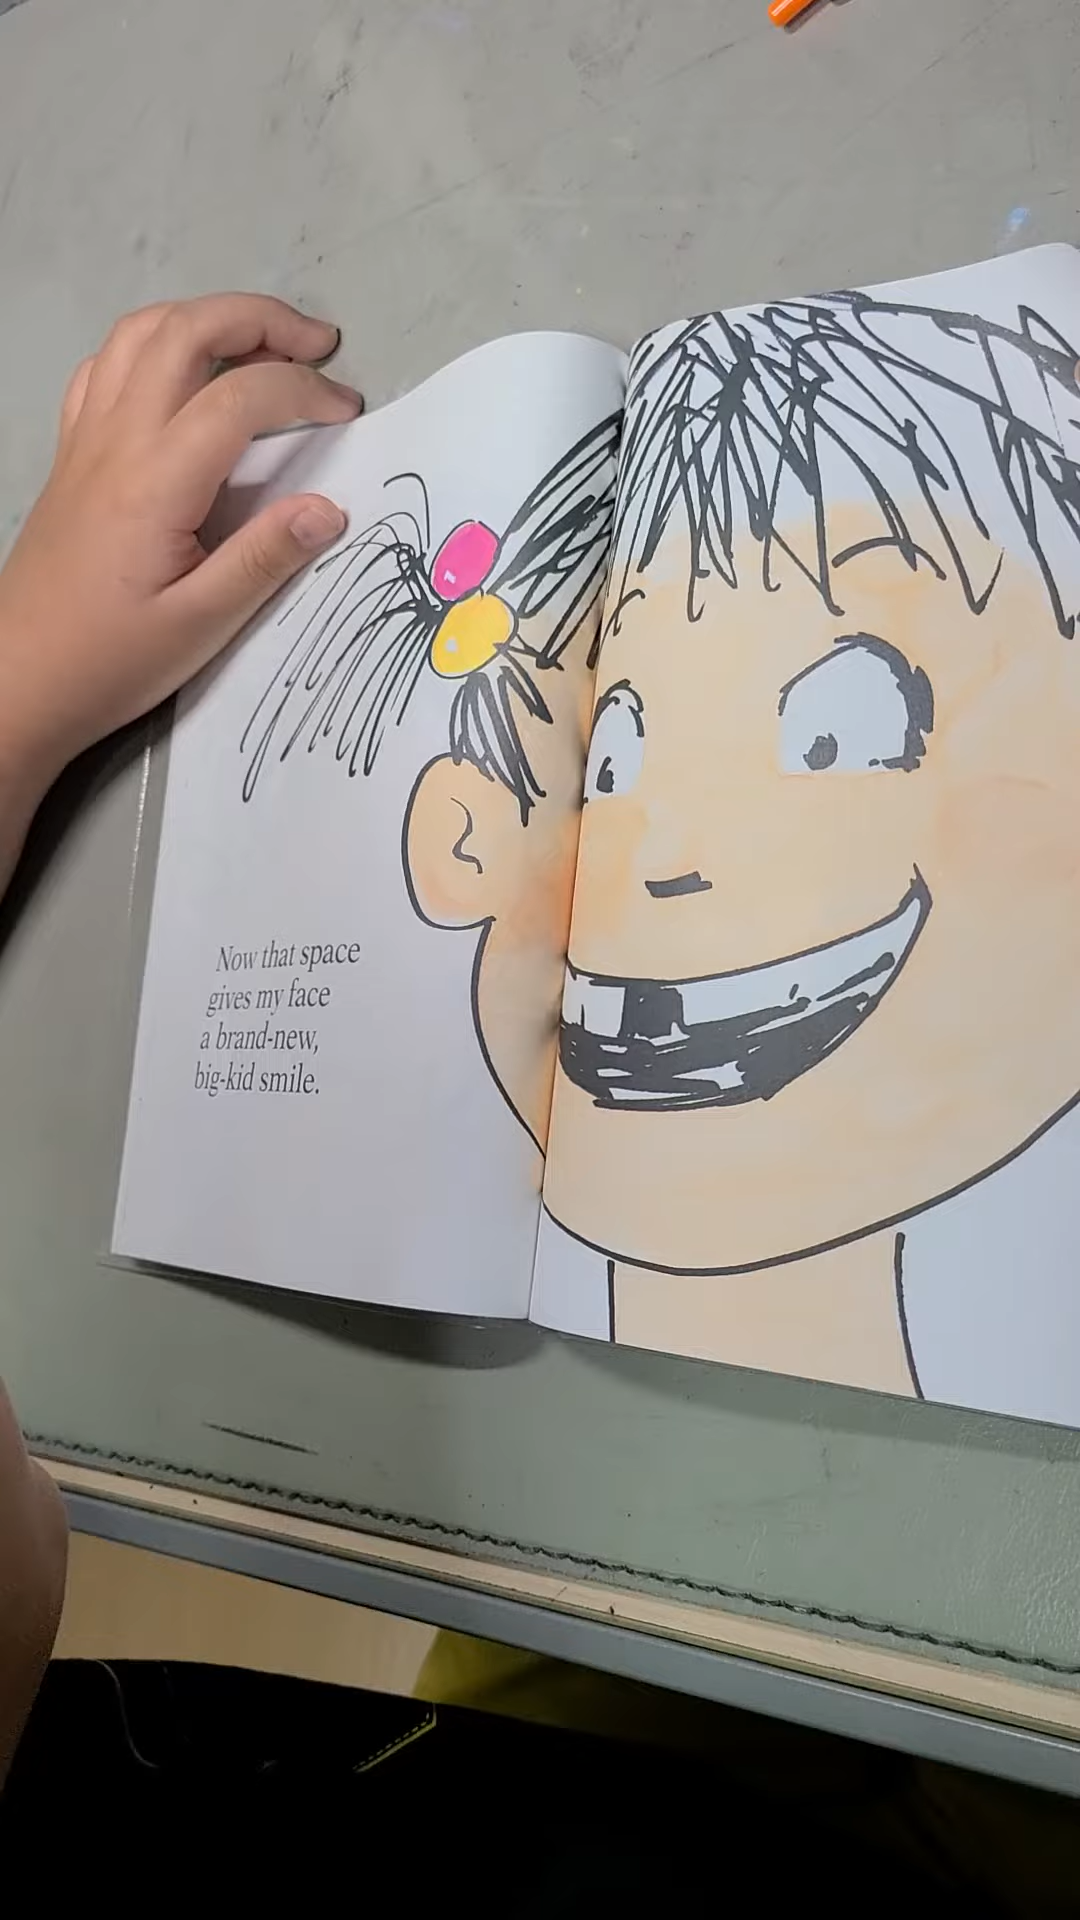 Now that space
gives my face
a brand-new,
big-kid smile.